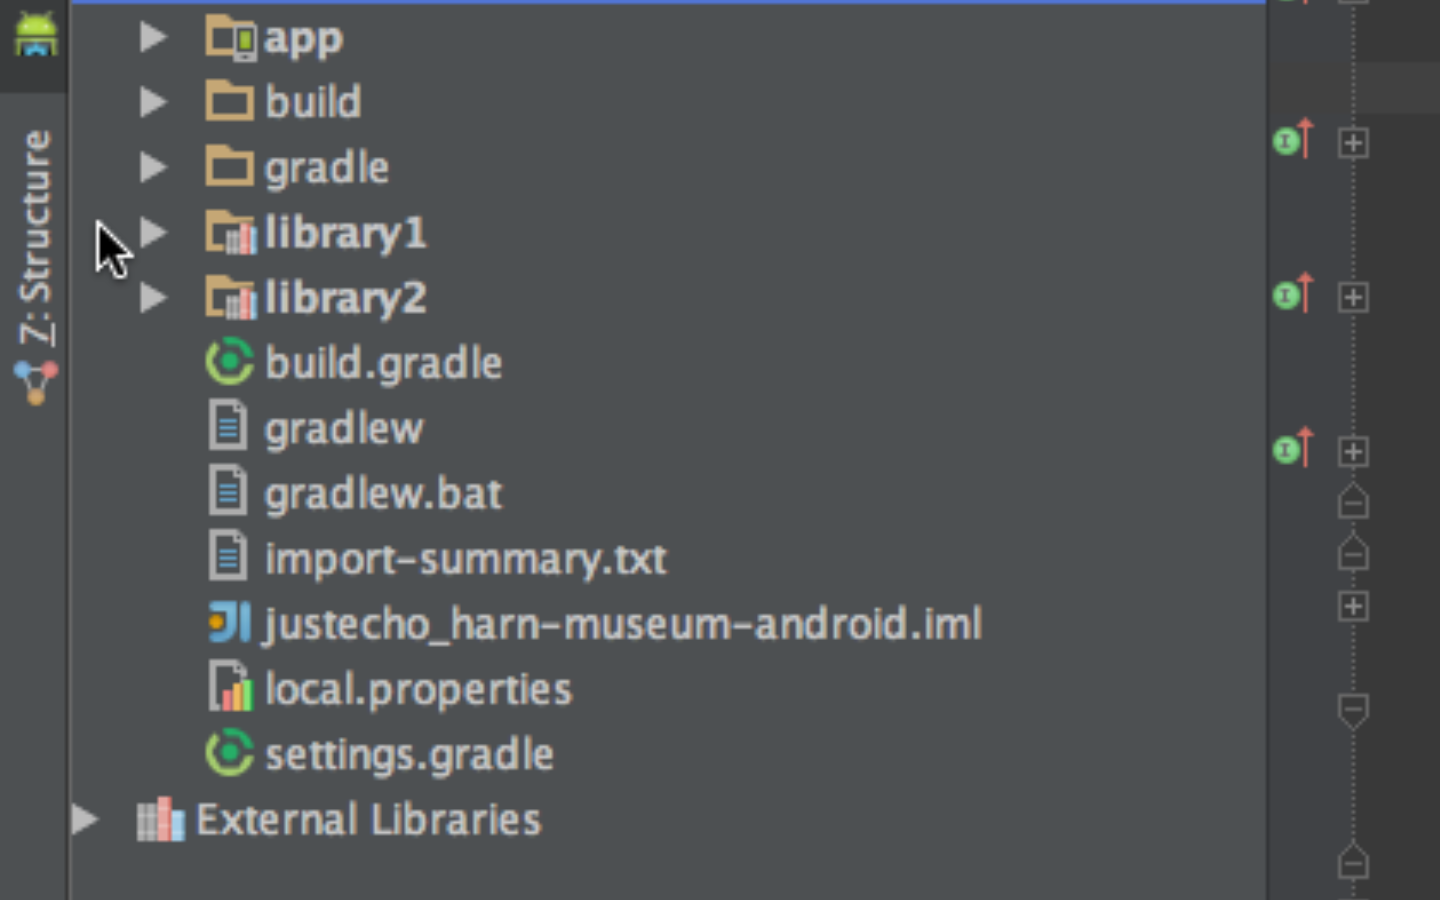 app
build
gradle
library1
library2
build.gradle
gradlew
gradlew.bat
import-summary.txt
justecho_harn-museum-android.iml
local.properties
settings.gradle
External Libraries
7: Structure